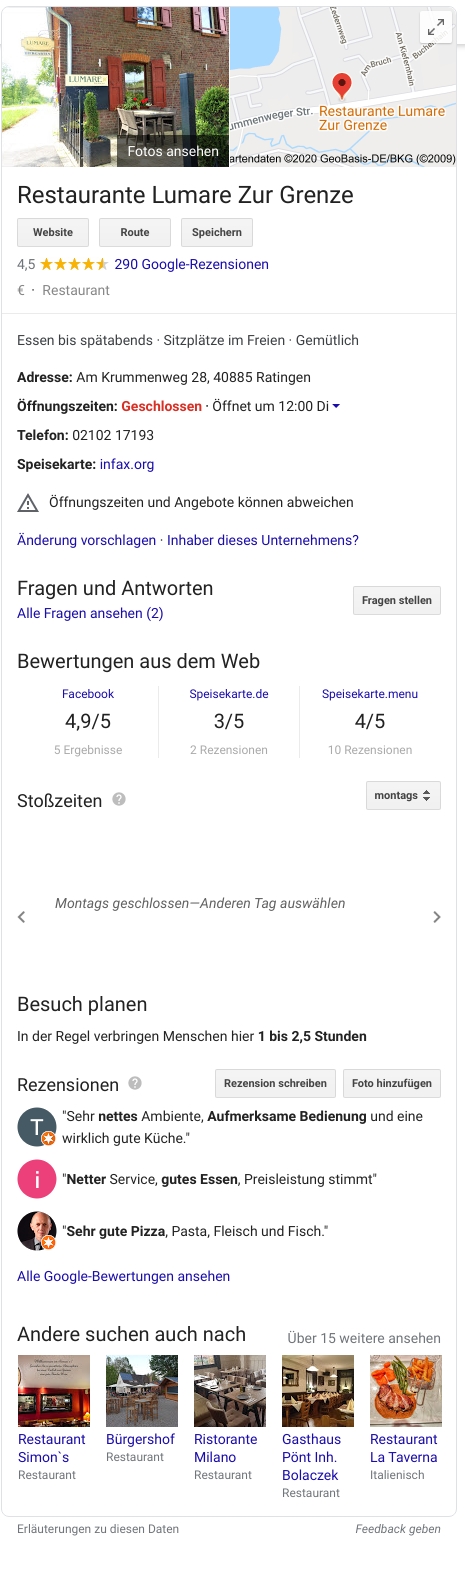 LUMARE
LUMARE
Fotos ansehen
Zedernweg
Am Kiefernhain
Buche
Am Bruch
ummenweger Str.
Restaurante Lumare
Zur Grenze
artendaten ©2020 GeoBasis-DE/BKG (©2009)
Restaurante Lumare Zur Grenze
Website Route Speichern
4,5 290 Google-Rezensionen
€ · Restaurant
Essen bis spätabends · Sitzplätze im Freien · Gemütlich
Adresse: Am Krummenweg 28, 40885 Ratingen
Öffnungszeiten: Geschlossen · Öffnet um 12:00 Di
Telefon: 02102 17193
Speisekarte: infax.org
Öffnungszeiten und Angebote können abweichen
Änderung vorschlagen · Inhaber dieses Unternehmens?
Fragen und Antworten
Alle Fragen ansehen (2)
Fragen stellen
Bewertungen aus dem Web
Facebook Speisekarte.de Speisekarte.menu
4,9/5 3/5 4/5
5 Ergebnisse 2 Rezensionen 10 Rezensionen
Stoßzeiten ? montags
Montags geschlossen—Anderen Tag auswählen
Besuch planen
In der Regel verbringen Menschen hier 1 bis 2,5 Stunden
Rezensionen ? Rezension schreiben Foto hinzufügen
T
"Sehr nettes Ambiente, Aufmerksame Bedienung und eine
wirklich gute Küche."
i
"Netter Service, gutes Essen, Preisleistung stimmt"
"Sehr gute Pizza, Pasta, Fleisch und Fisch."
Alle Google-Bewertungen ansehen
Andere suchen auch nach Über 15 weitere ansehen
Restaurant
Simon`s
Restaurant
Bürgershof
Restaurant
Ristorante
Milano
Restaurant
Gasthaus
Pönt Inh.
Bolaczek
Restaurant
Restaurant
La Taverna
Italienisch
Erläuterungen zu diesen Daten Feedback geben